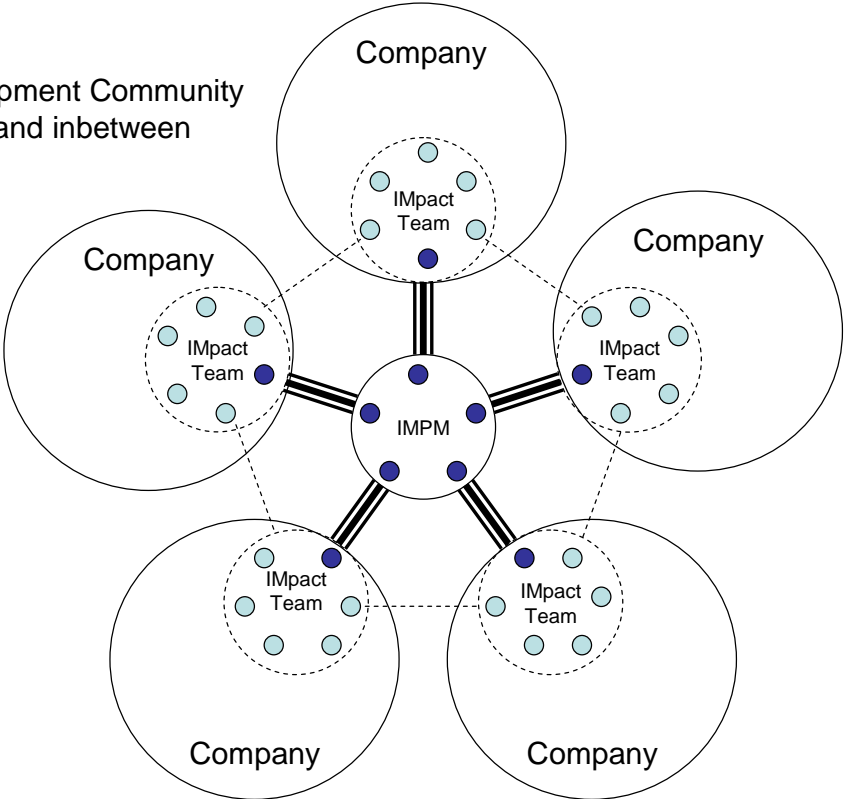 Company
pment Community
and inbetween
IMpact
Team
Company
Company
IMpact
Team
IMpact
Team
IMPM
IMpact
Team
IMpact
Team
Company
Company